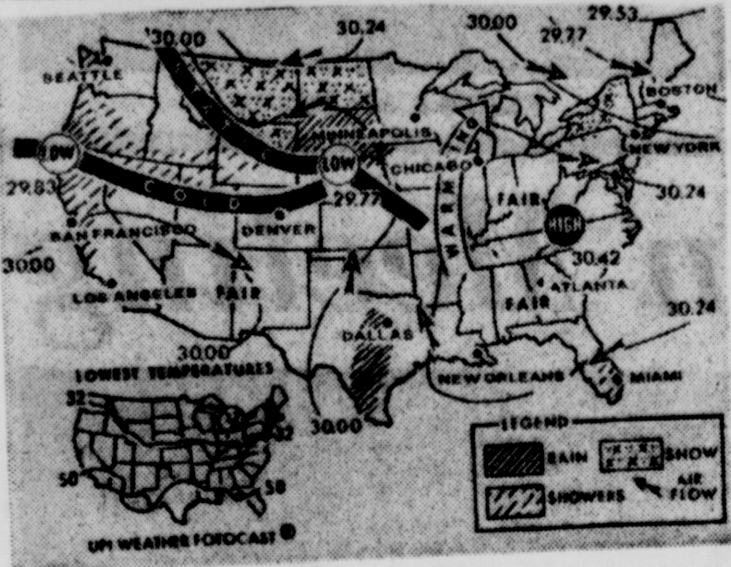 29.53
30.00
30.24
30.00
29.77
SEATTLE
BOSTON
MINNEAPOLIS
NEW YORK
LOW
LOW
CHICAGO
WARMING
29.83
COLD
29.77
FAIR
30.24
SAN FRANCISCO
DENVER
HIGH
30.00
30.42
LOS ANGELES
FAIR
FAIR
ATLANTA
30.24
DALLAS
30.00
LOWEST TEMPERATURES
NEW ORLEANS
MIAMI
32
32
30.00
50
50
LEGEND
RAIN
SNOW
SHOWERS
AIR
FLOW
UPI WEATHER FOTOCAST